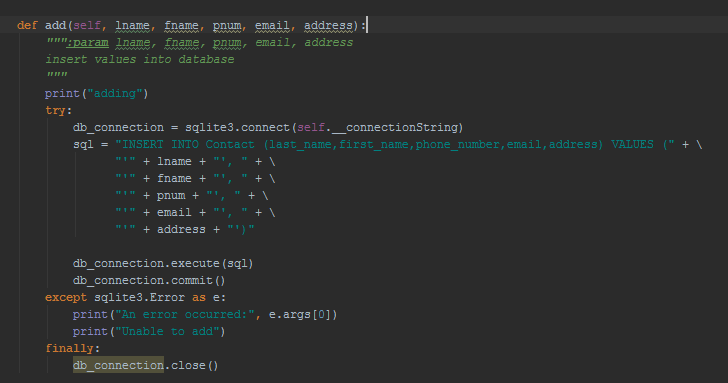 def add(self, lname, fname, pnum, email, address):
""":param lname, fname, pnum, email, address
insert values into database
"""
print("adding")
try:
db_connection = sqlite3.connect(self.__connectionString)
sql = "INSERT INTO Contact (last_name,first_name,phone_number,email,address) VALUES (" + \
"'" + lname + "', " + \
"'" + fname + "', " + \
"'" + pnum + "', " + \
"'" + email + "', " + \
"'" + address + "')"
db_connection.execute(sql)
db_connection.commit()
except sqlite3.Error as e:
print("An error occurred:", e.args[0])
print("Unable to add")
finally:
db_connection.close()